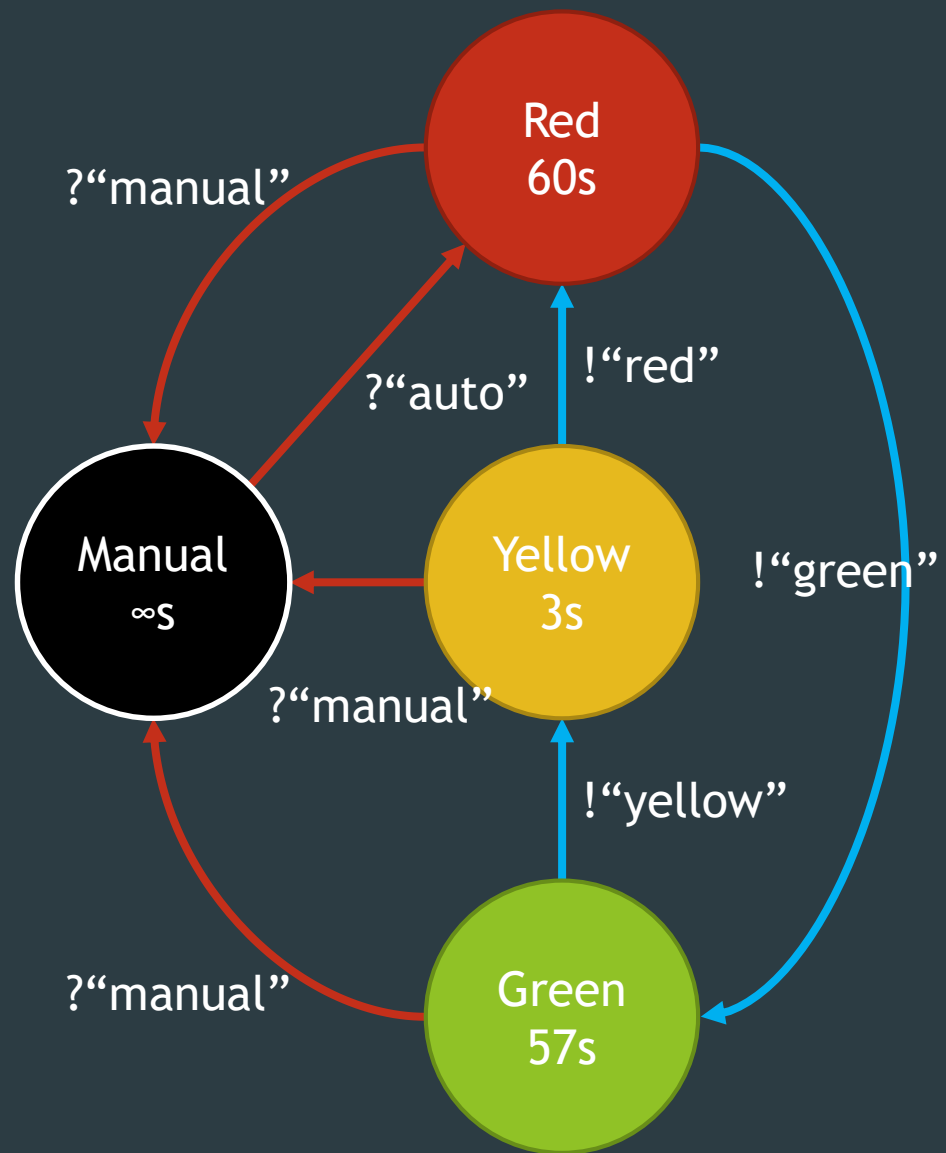 Red
60s
?“manual”
!“red”
?“auto”
Manual
∞s
Yellow
3s
!“green”
?“manual”
!“yellow”
?“manual”
Green
57s